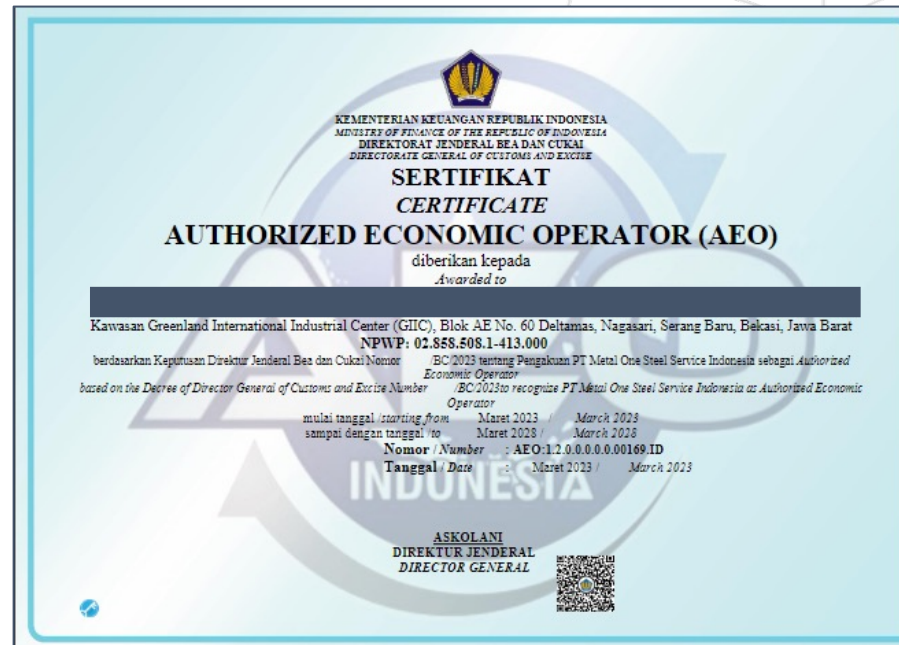 KEMENTERIAN KEUANGAN REPUBLIK INDONESIA
MINISTRY OF FINANCE OF THE REPUBLIC OF INDONESIA
DIREKTORAT JENDERAL BEA DAN CUKAI
DIRECTORATE GENERAL OF CUSTOMS AND EXCISE
SERTIFIKAT
CERTIFICATE
AUTHORIZED ECONOMIC OPERATOR (AEO)
diberikan kepada
Awarded to
Kawasan Greenland International Industrial Center (GIIC), Blok AE No. 60 Deltamas, Nagasari, Serang Baru, Bekasi, Jawa Barat
NPWP: 02.858.508.1-413.000
berdasarkan Keputusan Direktur Jenderal Bea dan Cukai Nomor /BC/2023 tentang Pengakuan PT Metal One Steel Service Indonesia sebagai Authorized
Economic Operator
based on the Decree of Director General of Customs and Excise Number /BC/2023to recognize PT Metal One Steel Service Indonesia as Authorized Economic
Operator
mulai tanggal /starting from Maret 2023 / March 2023
sampai dengan tanggal /to Maret 2028 / March 2028
Nomor / Number : AEO:1.2.0.0.0.0.0.00169.ID
Tanggal / Date : Maret 2023 / March 2023
AEO
INDONESIA
ASKOLANI
DIREKTUR JENDERAL
DIRECTOR GENERAL